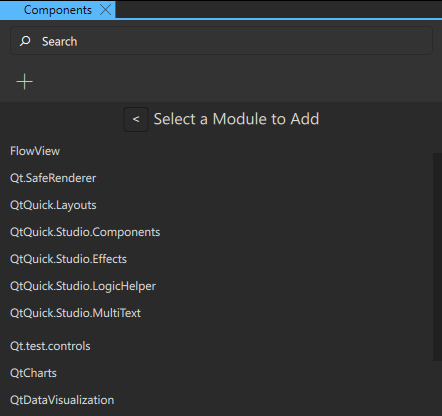 Components
Search
< Select a Module to Add
FlowView
Qt.SafeRenderer
QtQuick.Layouts
QtQuick.Studio.Components
QtQuick.Studio.Effects
QtQuick.Studio.LogicHelper
QtQuick.Studio.MultiText
Qt.test.controls
QtCharts
QtDataVisualization